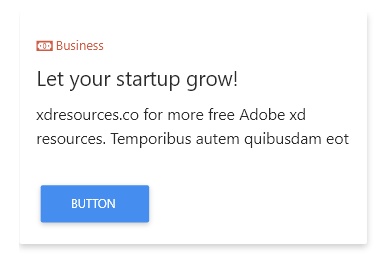 Business
Let your startup grow!
xdresources.co for more free Adobe xd
resources. Temporibus autem quibusdam eot
BUTTON